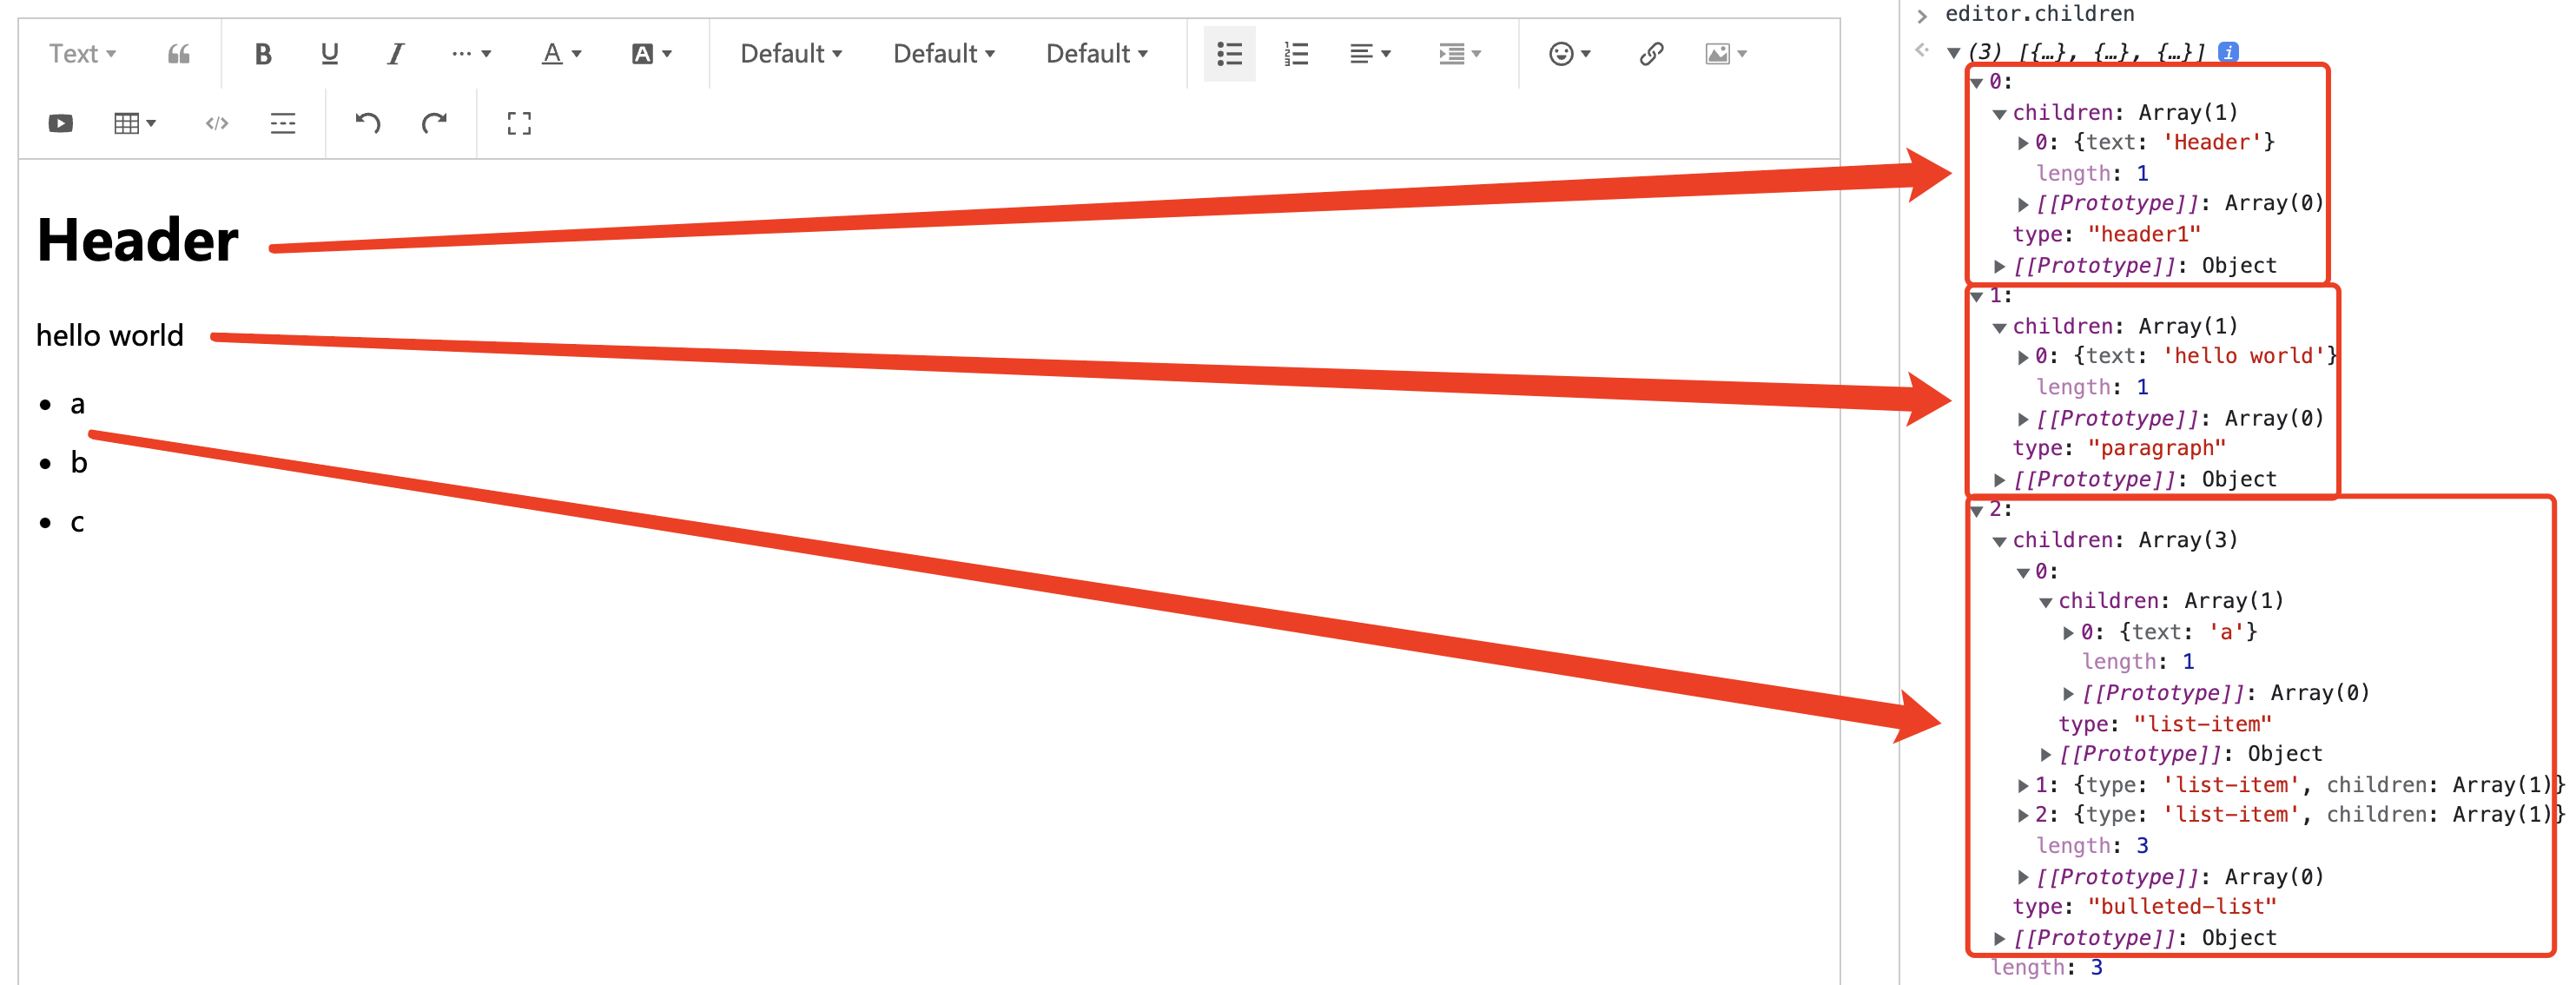 Text B U I A A Default Default Default
Header
hello world
• a
• b
• c
> editor.children
(3) [{…}, {…}, {…}] i
0:
children: Array(1)
0: {text: 'Header'}
length: 1
[[Prototype]]: Array(0)
type: "header1"
[[Prototype]]: Object
1:
children: Array(1)
0: {text: 'hello world'}
length: 1
[[Prototype]]: Array(0)
type: "paragraph"
[[Prototype]]: Object
2:
children: Array(3)
0:
children: Array(1)
0: {text: 'a'}
length: 1
[[Prototype]]: Array(0)
type: "list-item"
[[Prototype]]: Object
1: {type: 'list-item', children: Array(1)}
2: {type: 'list-item', children: Array(1)}
length: 3
[[Prototype]]: Array(0)
type: "bulleted-list"
[[Prototype]]: Object
length: 3